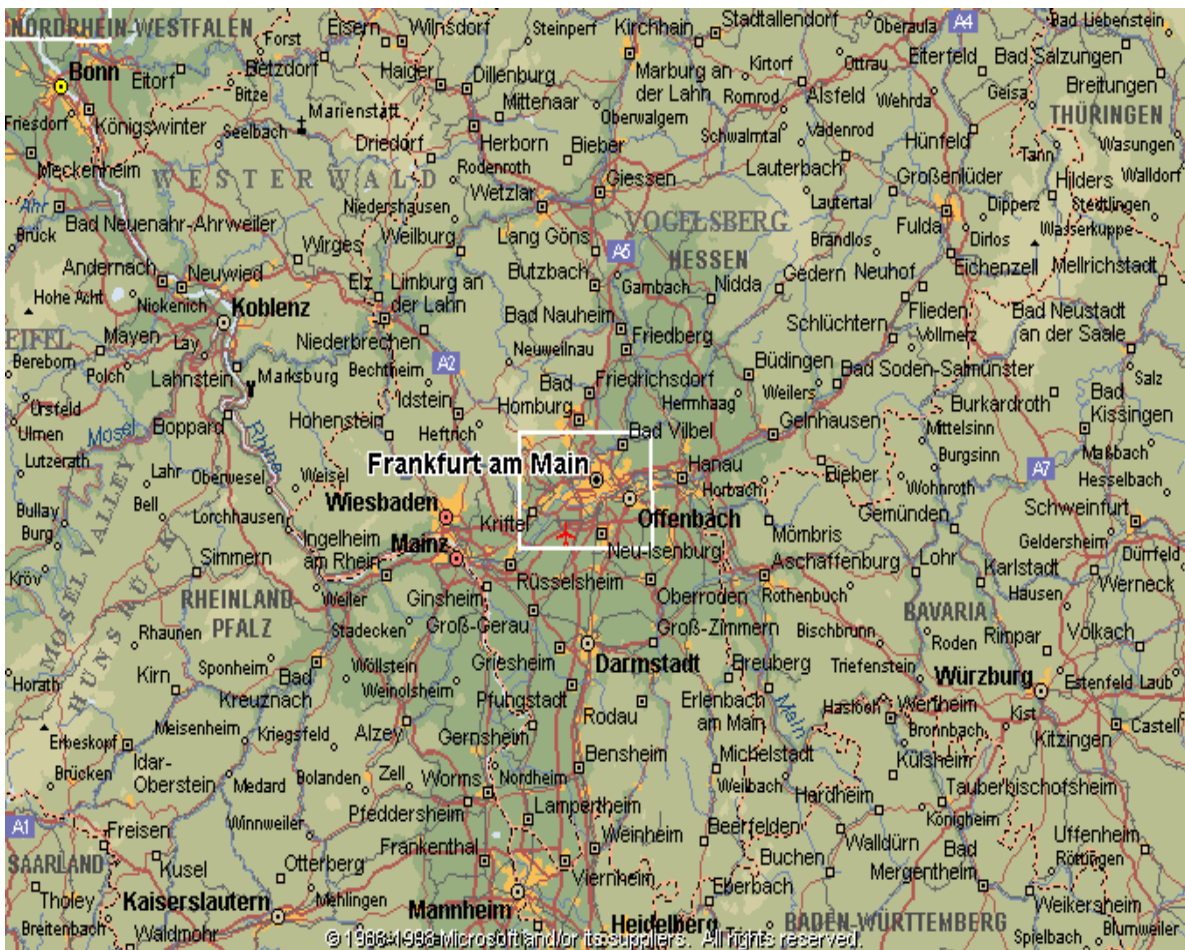 NORDRHEIN-WESTFALEN
Forst
Eisern
Wilnsdorf
Steinperf
Kirchhain
Stadtallendorf
Oberaula
A4
Bad Liebenstein
Bonn
Eitorf
Betzdorf
Bitze
Haiger
Dillenburg
Mittenaar
Marburg an
der Lahn
Kirtorf
Ottrau
Eiterfeld
Bad Salzungen
Breitungen
Romrod
Alsfeld
Wehrda
Geisa
THÜRINGEN
Friesdorf
Königswinter
Marienstatt
Seelbach
Oberwalgern
Schwalmtal
Vadenrod
Hünfeld
Driedorf
Herborn
Bieber
Rodenroth
Lauterbach
Tann
Wasungen
Meckenheim
WESTERWALD
Wetzlar
Giessen
Großenlüder
Hilders
Walldorf
Ahr
Niedershausen
Lautertal
Dipperz
Stedtlingen
Bad Neuenahr-Ahrweiler
VOGELSBERG
Fulda
Wasserkuppe
Brück
Wirges
Weilburg
Lang Göns
A5
HESSEN
Brandlos
Dirlos
Andernach
Neuwied
Butzbach
Gedern
Neuhof
Eichenzell
Mellrichstadt
Hohe Acht
Nickenich
Elz
Limburg an
der Lahn
Gambach
Nidda
Flieden
Bad Neustadt
an der Saale
Koblenz
Bad Nauheim
Schlüchtern
Vollmerz
EIFEL
Mayen
Lay
Niederbrechen
Friedberg
Bereborn
Polch
A2
Neuweilnau
Büdingen
Lahnstein
Marksburg
Bechtheim
Bad
Homburg
Friedrichsdorf
Weilers
Bad Soden-Salmünster
Salz
Ürsfeld
Idstein
Herrnhaag
Burkardroth
Bad
Kissingen
Ulmen
Mosel
Boppard
Rhine
Hohenstein
Heftrich
Gelnhausen
Mittelsinn
Bad Vilbel
Lutzerath
Lahr
Oberwesel
Weisel
Frankfurt am Main
Hanau
Bieber
Burgsinn
Maßbach
A7
Hesselbach
MOSEL VALLEY
Bell
Wiesbaden
Horbach
Wohnroth
Bullay
Lorchhausen
Kriftel
Offenbach
Gemünden
Schweinfurt
Burg
Ingelheim
am Rhein
Mainz
Neu-Isenburg
Mömbris
Geldersheim
Simmern
Lohr
Dürrfeld
Kröv
HUNSRÜCK
Rüsselsheim
Aschaffenburg
Karlstadt
Werneck
RHEINLAND-
PFALZ
Weiler
Ginsheim
Oberroden
Rothenbuch
Hausen
BAVARIA
Stadecken
Groß-Gerau
Groß-Zimmern
Bischbrunn
Roden
Rimpar
Volkach
Rhaunen
Sponheim
Wöllstein
Griesheim
Darmstadt
Breuberg
Triefenstein
Würzburg
Horath
Kirn
Bad
Kreuznach
Weinolsheim
Pfungstadt
Erlenbach
am Main
Estenfeld
Laub
Rodau
Main
Hasloch
Wertheim
Kist
Meisenheim
Kriegsfeld
Alzey
Gernsheim
Bronnbach
Castell
Erbeskopf
Bensheim
Michelstadt
Kitzingen
Idar-
Oberstein
Brücken
Medard
Bolanden
Zell
Worms
Nordheim
Weilbach
Külsheim
Tauberbischofsheim
Pfeddersheim
Lampertheim
Hardheim
A1
Freisen
Winnweiler
Weinheim
Beerfelden
Walldürn
Königheim
Uffenheim
SAARLAND
Kusel
Otterberg
Frankenthal
Viernheim
Buchen
Bad
Mergentheim
Röttingen
Tholey
Kaiserslautern
Mehlingen
Mannheim
Eberbach
Weikersheim
Breitenbach
Waldmohr
Heidelberg
BADEN-WÜRTTEMBERG
Spielbach
Blumweiler
© 1988-1998 Microsoft and/or its suppliers. All rights reserved.